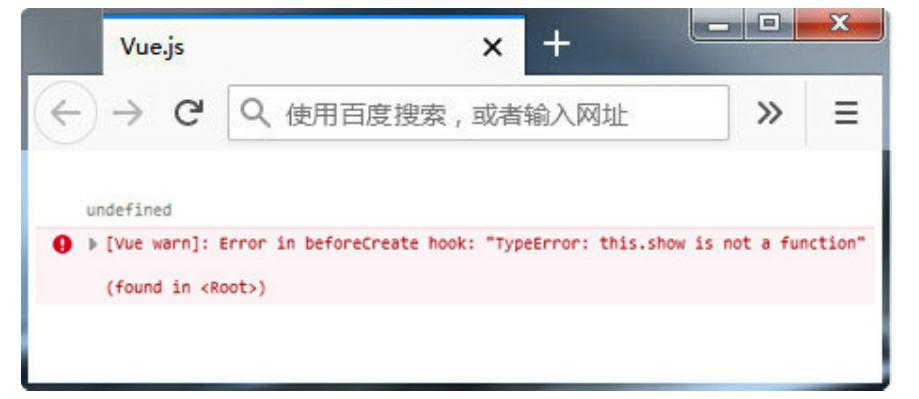 Vue.js
使用百度搜索，或者输入网址
undefined
[Vue warn]: Error in beforeCreate hook: "TypeError: this.show is not a function"
(found in <Root>)